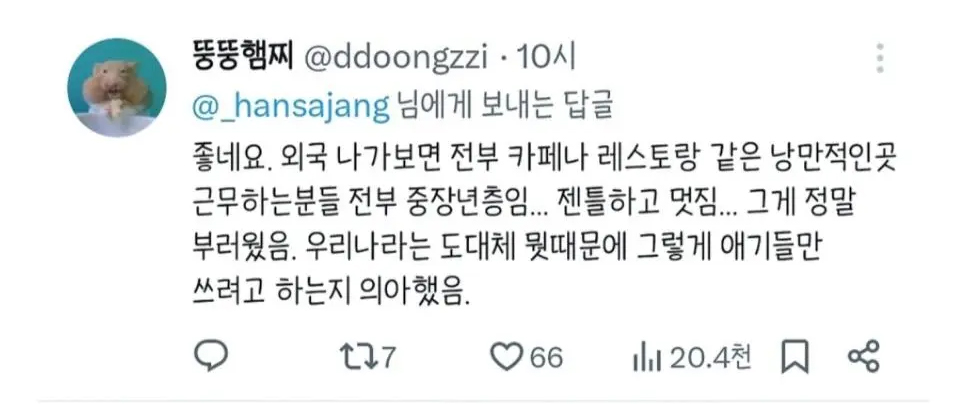 뚱뚱햄찌 @ddoongzzi · 10시
@_hansajang 님에게 보내는 답글
좋네요. 외국 나가보면 전부 카페나 레스토랑 같은 낭만적인곳
근무하는분들 전부 중장년층임... 젠틀하고 멋짐... 그게 정말
부러웠음. 우리나라는 도대체 뭣때문에 그렇게 애기들만
쓰려고 하는지 의아했음.
7 66 20.4천